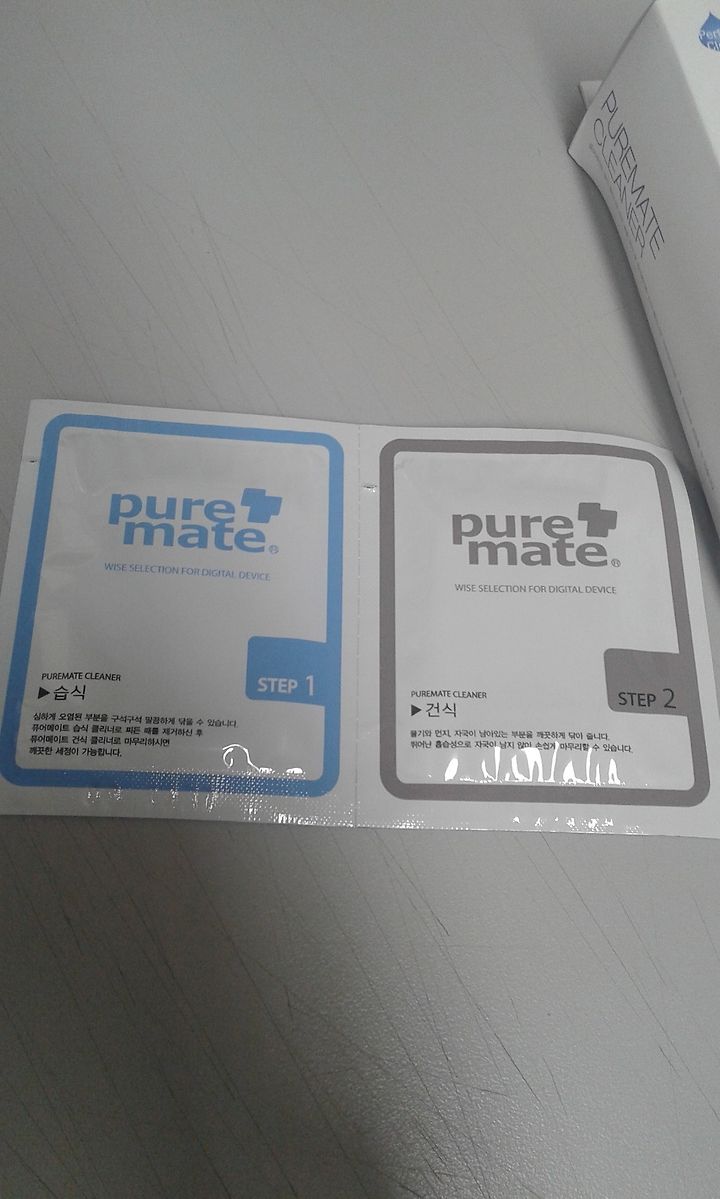 PUREMATE
CLEANER
pure
mate®
WISE SELECTION FOR DIGITAL DEVICE
STEP 1
PUREMATE CLEANER
▶습식
심하게 오염된 부분을 구석구석 말끔하게 닦을 수 있습니다.
퓨어메이트 습식 클리너로 찌든 때를 제거하신 후
퓨어메이트 건식 클리너로 마무리하시면
깨끗한 세정이 가능합니다.
pure
mate®
WISE SELECTION FOR DIGITAL DEVICE
STEP 2
PUREMATE CLEANER
▶건식
물기와 먼지, 자국이 남아있는 부분을 깨끗하게 닦아 줍니다.
뛰어난 흡습성으로 자국이 남지 않아 손쉽게 마무리할 수 있습니다.